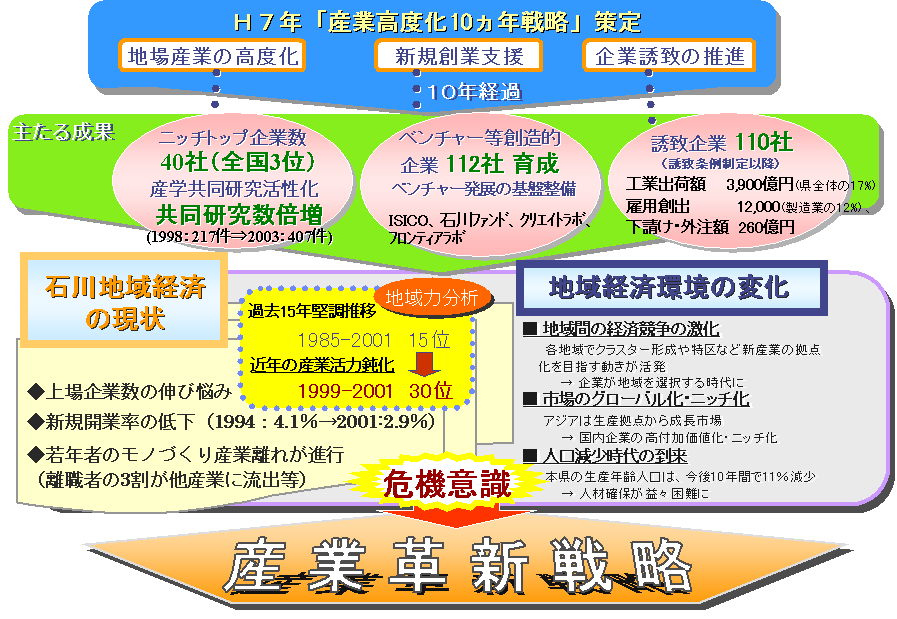 Ｈ７年「産業高度化10ヵ年戦略」策定
地場産業の高度化
新規創業支援
企業誘致の推進
10年経過
主たる成果
ニッチトップ企業数
40社(全国3位)
産学共同研究活性化
共同研究数倍増
(1998：217件⇒2003：407件)
ベンチャー等創造的
企業 112社 育成
ベンチャー発展の基盤整備
ISICO、石川ファンド、クリエイトラボ、
フロンティアラボ
誘致企業 110社
(誘致条例制定以降)
工業出荷額 3,900億円(県全体の17%)
雇用創出 12,000(製造業の12%)、
下請け・外注額 260億円
石川地域経済
の現状
地域力分析
過去15年堅調推移
1985-2001 15位
近年の産業活力鈍化
1999-2001 30位
◆上場企業数の伸び悩み
◆新規開業率の低下（1994：4.1%→2001:2.9%）
◆若年者のモノづくり産業離れが進行
（離職者の3割が他産業に流出等）
地域経済環境の変化
■ 地域間の経済競争の激化
各地域でクラスター形成や特区など新産業の拠点
化を目指す動きが活発
→ 企業が地域を選択する時代に
■ 市場のグローバル化・ニッチ化
アジアは生産拠点から成長市場
→ 国内企業の高付加価値化・ニッチ化
■ 人口減少時代の到来
本県の生産年齢人口は、今後10年間で11%減少
→ 人材確保が益々困難に
危機意識
産業革新戦略